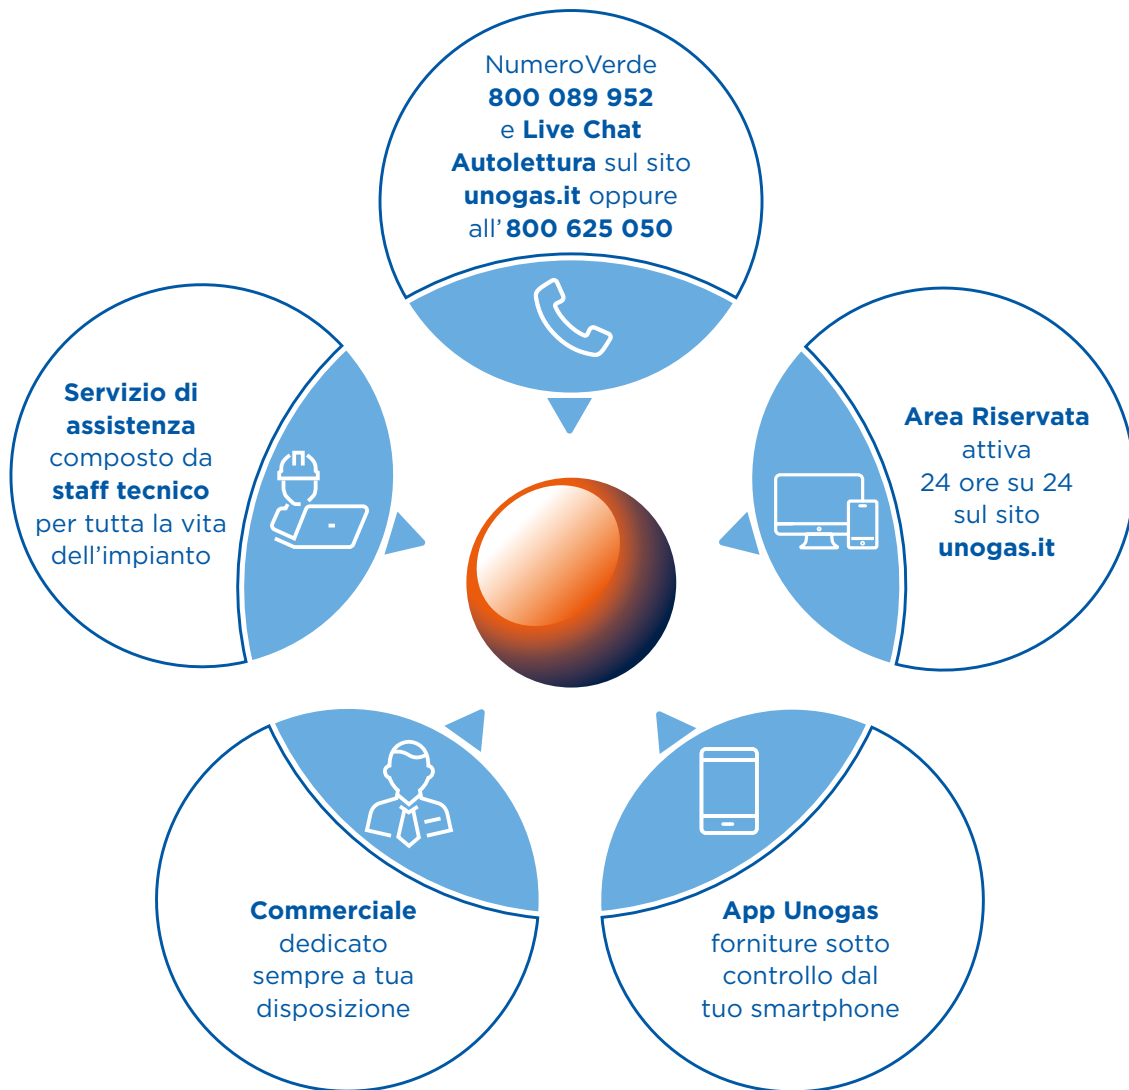 NumeroVerde
800 089 952
e Live Chat
Autolettura sul sito
unogas.it oppure
all' 800 625 050
Servizio di
assistenza
composto da
staff tecnico
per tutta la vita
dell'impianto
Area Riservata
attiva
24 ore su 24
sul sito
unogas.it
Commerciale
dedicato
sempre a tua
disposizione
App Unogas
forniture sotto
controllo dal
tuo smartphone